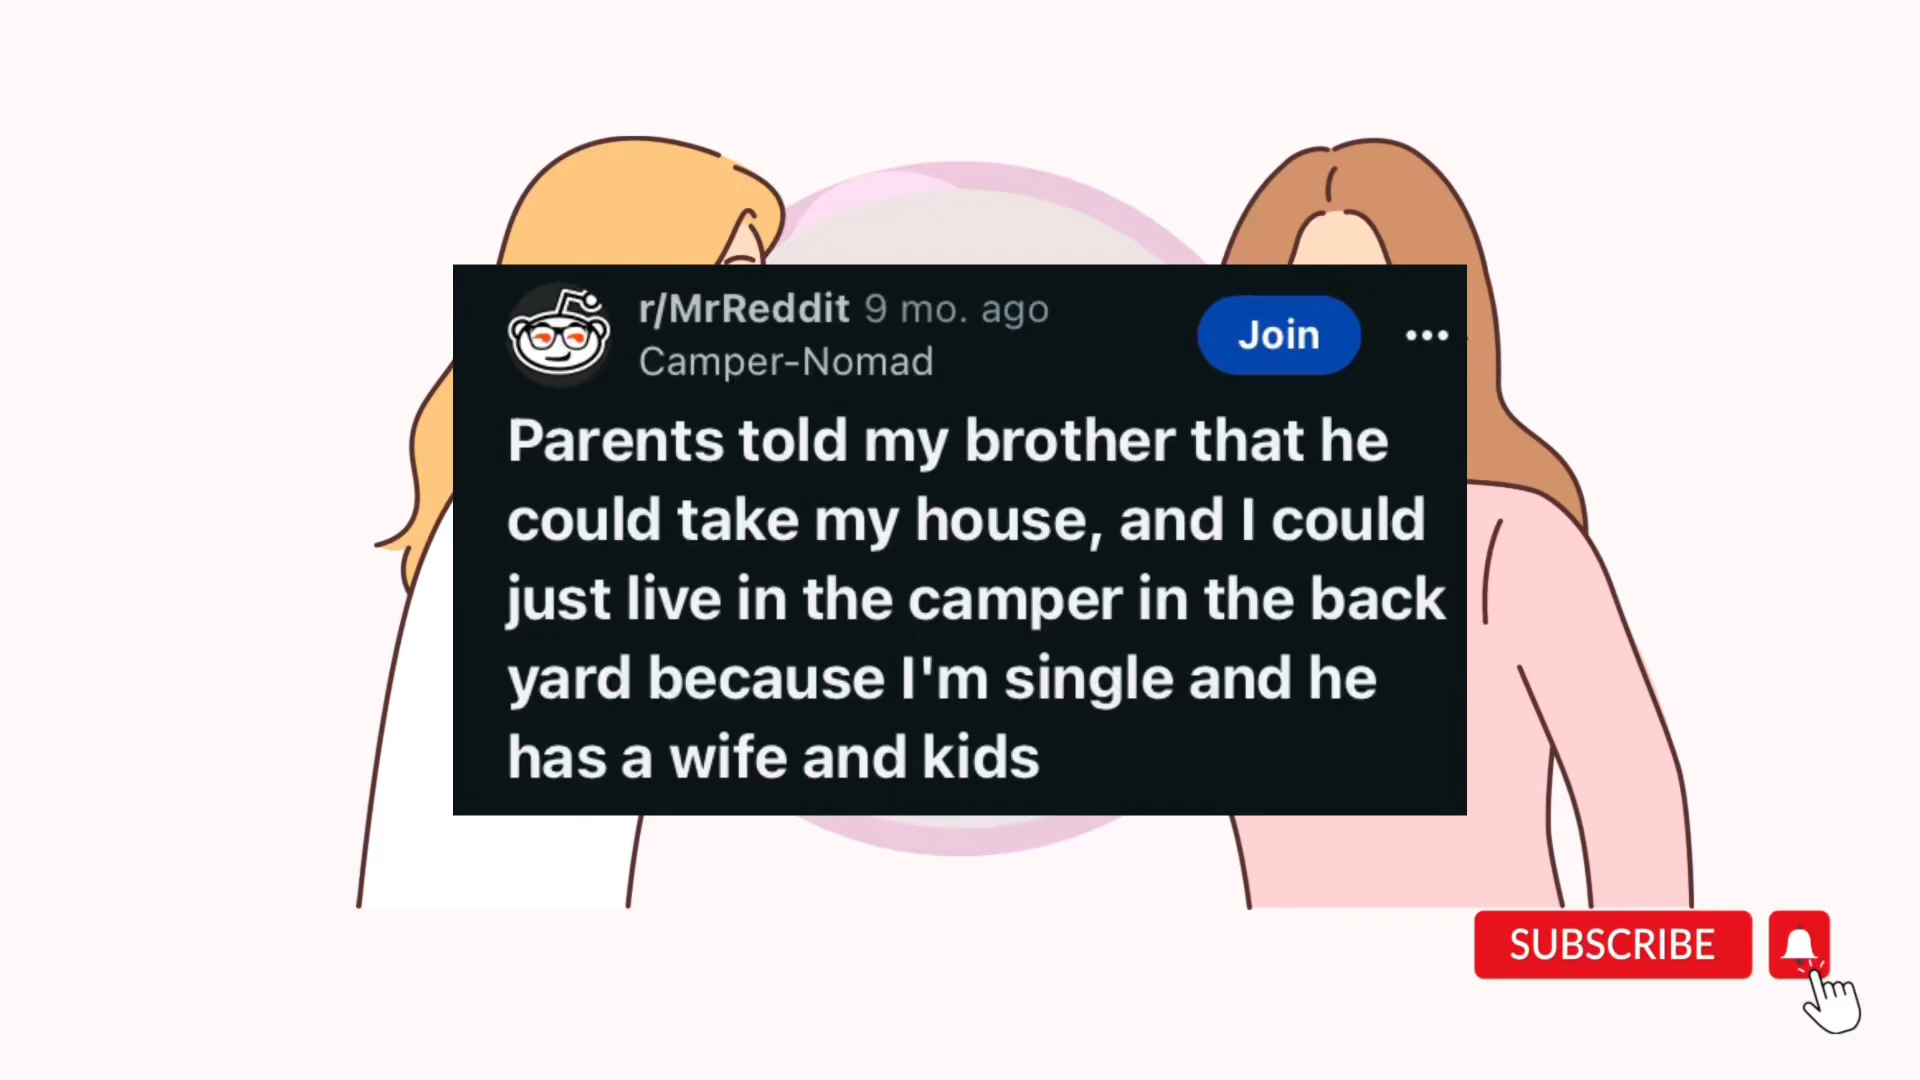 r/MrReddit 9 mo. ago
Camper-Nomad
Join
Parents told my brother that he
could take my house, and I could
just live in the camper in the back
yard because I'm single and he
has a wife and kids
SUBSCRIBE